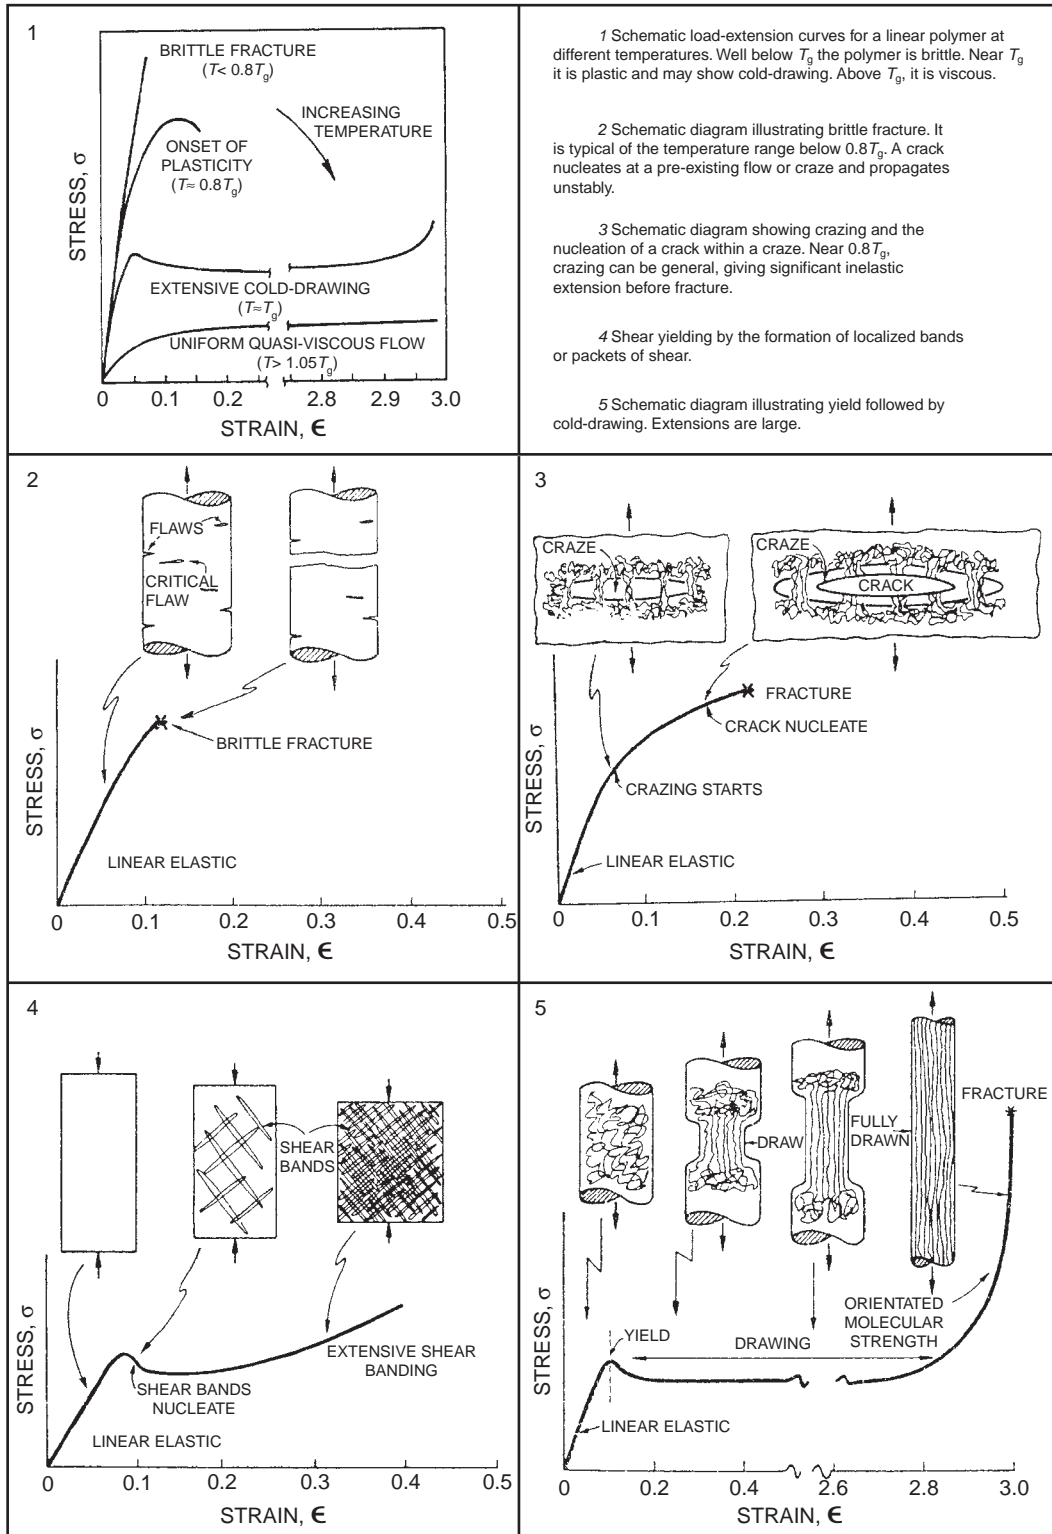 1
BRITTLE FRACTURE
(T< 0.8Tg)
INCREASING
TEMPERATURE
ONSET OF
PLASTICITY
(T≈ 0.8Tg)
EXTENSIVE COLD-DRAWING
(T≈Tg)
UNIFORM QUASI-VISCOUS FLOW
(T> 1.05Tg)
STRESS, σ
0 0.1 0.2 2.8 2.9 3.0
STRAIN, ϵ
1 Schematic load-extension curves for a linear polymer at
different temperatures. Well below Tg the polymer is brittle. Near Tg
it is plastic and may show cold-drawing. Above Tg, it is viscous.
2 Schematic diagram illustrating brittle fracture. It
is typical of the temperature range below 0.8Tg. A crack
nucleates at a pre-existing flow or craze and propagates
unstably.
3 Schematic diagram showing crazing and the
nucleation of a crack within a craze. Near 0.8Tg,
crazing can be general, giving significant inelastic
extension before fracture.
4 Shear yielding by the formation of localized bands
or packets of shear.
5 Schematic diagram illustrating yield followed by
cold-drawing. Extensions are large.
2
FLAWS
CRITICAL
FLAW
BRITTLE FRACTURE
LINEAR ELASTIC
STRESS, σ
0 0.1 0.2 0.3 0.4 0.5
STRAIN, ϵ
3
CRAZE
CRAZE
CRACK
FRACTURE
CRACK NUCLEATE
CRAZING STARTS
LINEAR ELASTIC
STRESS, σ
0 0.1 0.2 0.3 0.4 0.5
STRAIN, ϵ
4
SHEAR
BANDS
EXTENSIVE SHEAR
BANDING
SHEAR BANDS
NUCLEATE
LINEAR ELASTIC
STRESS, σ
0 0.1 0.2 0.3 0.4 0.5
STRAIN, ϵ
5
FRACTURE
FULLY
DRAWN
DRAW
ORIENTATED
MOLECULAR
STRENGTH
YIELD
DRAWING
LINEAR ELASTIC
STRESS, σ
0 0.2 0.4 2.6 2.8 3.0
STRAIN, ϵ